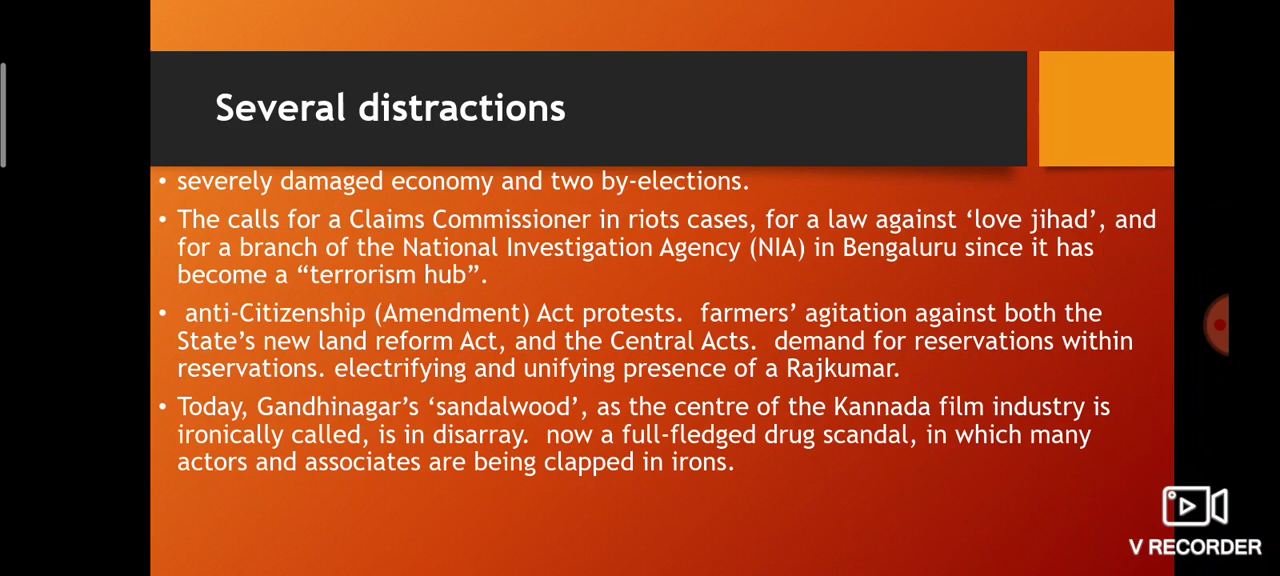 Several distractions
• severely damaged economy and two by-elections.
• The calls for a Claims Commissioner in riots cases, for a law against ‘love jihad’, and
for a branch of the National Investigation Agency (NIA) in Bengaluru since it has
become a “terrorism hub”.
• anti-Citizenship (Amendment) Act protests.  farmers’ agitation against both the
State’s new land reform Act, and the Central Acts.  demand for reservations within
reservations. electrifying and unifying presence of a Rajkumar.
• Today, Gandhinagar’s ‘sandalwood’, as the centre of the Kannada film industry is
ironically called, is in disarray.  now a full-fledged drug scandal, in which many
actors and associates are being clapped in irons.
V RECORDER